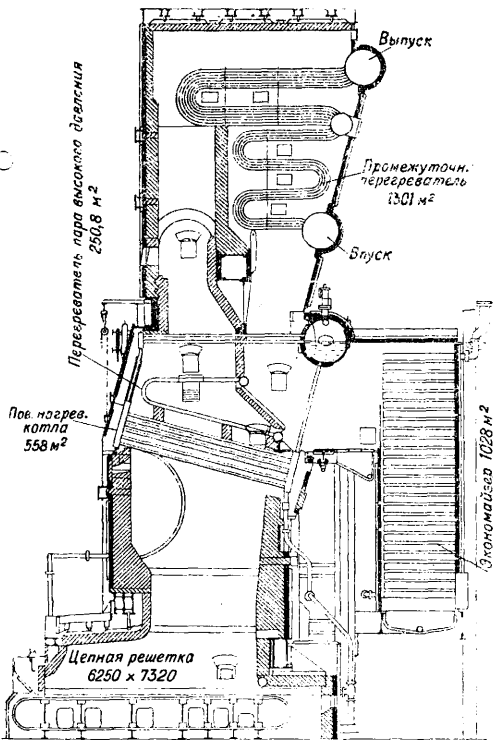 Выпуск
Промежуточн.
перегреватель
1301 м²
Впуск
Перегреватель пара высокого давления
250,8 м²
Пов. нагрев.
котла
558 м²
Экономайзер 1028 м²
Цепная решетка
6250 x 7320